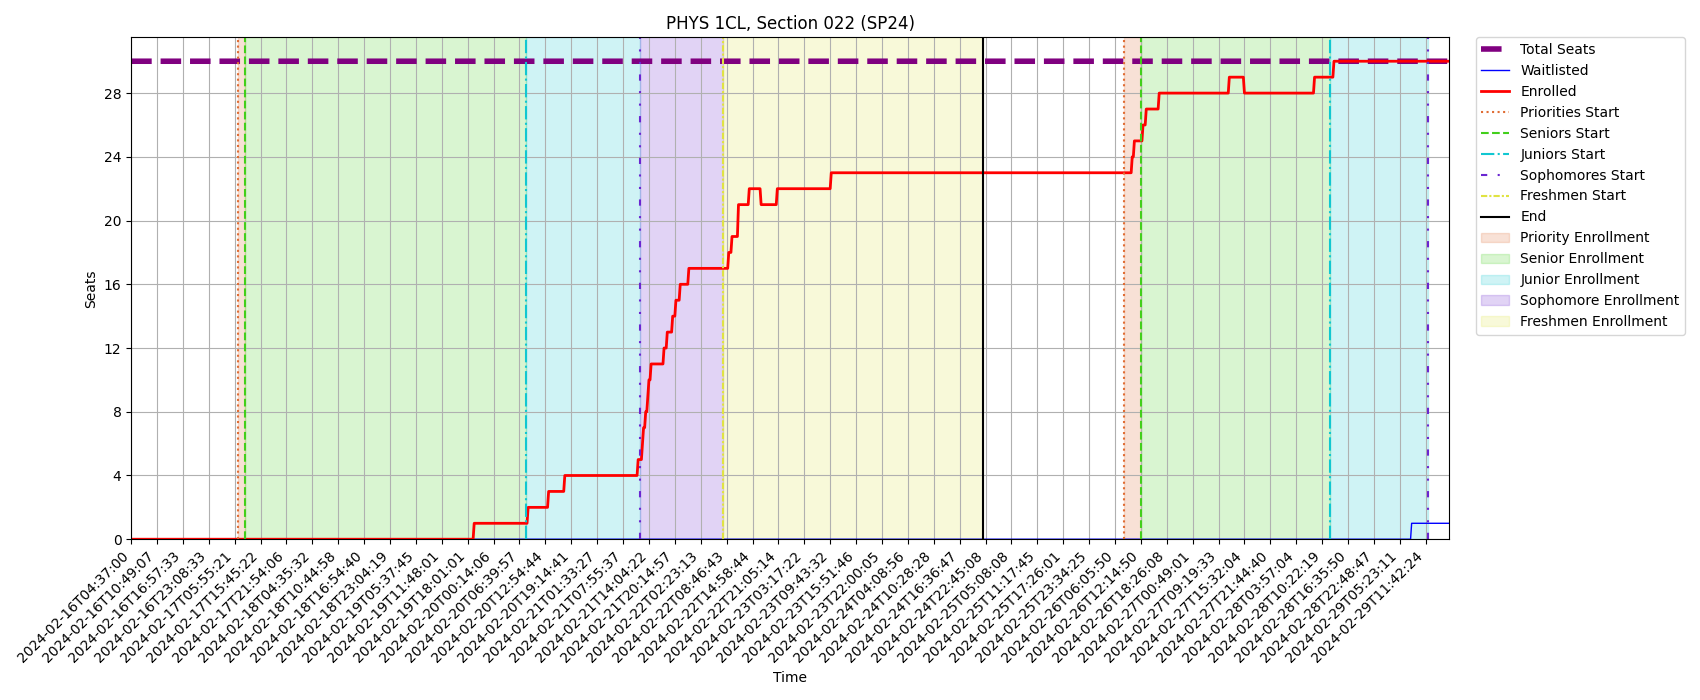 PHYS 1CL, Section 022 (SP24)
Total Seats
Waitlisted
Enrolled
Priorities Start
Seniors Start
Juniors Start
Sophomores Start
Freshmen Start
End
Priority Enrollment
Senior Enrollment
Junior Enrollment
Sophomore Enrollment
Freshmen Enrollment
Seats
28
24
20
16
12
8
4
0
2024-02-16T04:37:00
2024-02-16T10:49:07
2024-02-16T16:57:33
2024-02-16T23:08:33
2024-02-17T05:55:21
2024-02-17T15:45:22
2024-02-17T21:54:06
2024-02-18T04:35:32
2024-02-18T10:44:58
2024-02-18T16:54:40
2024-02-18T23:04:19
2024-02-19T05:37:45
2024-02-19T11:48:01
2024-02-19T18:01:01
2024-02-20T00:14:06
2024-02-20T06:39:57
2024-02-20T12:54:44
2024-02-20T19:14:41
2024-02-21T01:33:27
2024-02-21T07:55:37
2024-02-21T14:04:22
2024-02-21T20:14:57
2024-02-22T02:23:13
2024-02-22T08:46:43
2024-02-22T14:58:44
2024-02-22T21:05:14
2024-02-23T03:17:22
2024-02-23T09:43:32
2024-02-23T15:51:46
2024-02-23T22:00:05
2024-02-24T04:08:56
2024-02-24T10:28:28
2024-02-24T16:36:47
2024-02-24T22:45:08
2024-02-25T05:08:08
2024-02-25T11:17:45
2024-02-25T17:26:01
2024-02-25T23:34:25
2024-02-26T06:05:50
2024-02-26T12:14:50
2024-02-26T18:26:08
2024-02-27T00:49:01
2024-02-27T09:19:33
2024-02-27T15:32:04
2024-02-27T21:44:40
2024-02-28T03:57:04
2024-02-28T10:22:19
2024-02-28T16:35:50
2024-02-28T22:48:47
2024-02-29T05:23:11
2024-02-29T11:42:24
Time